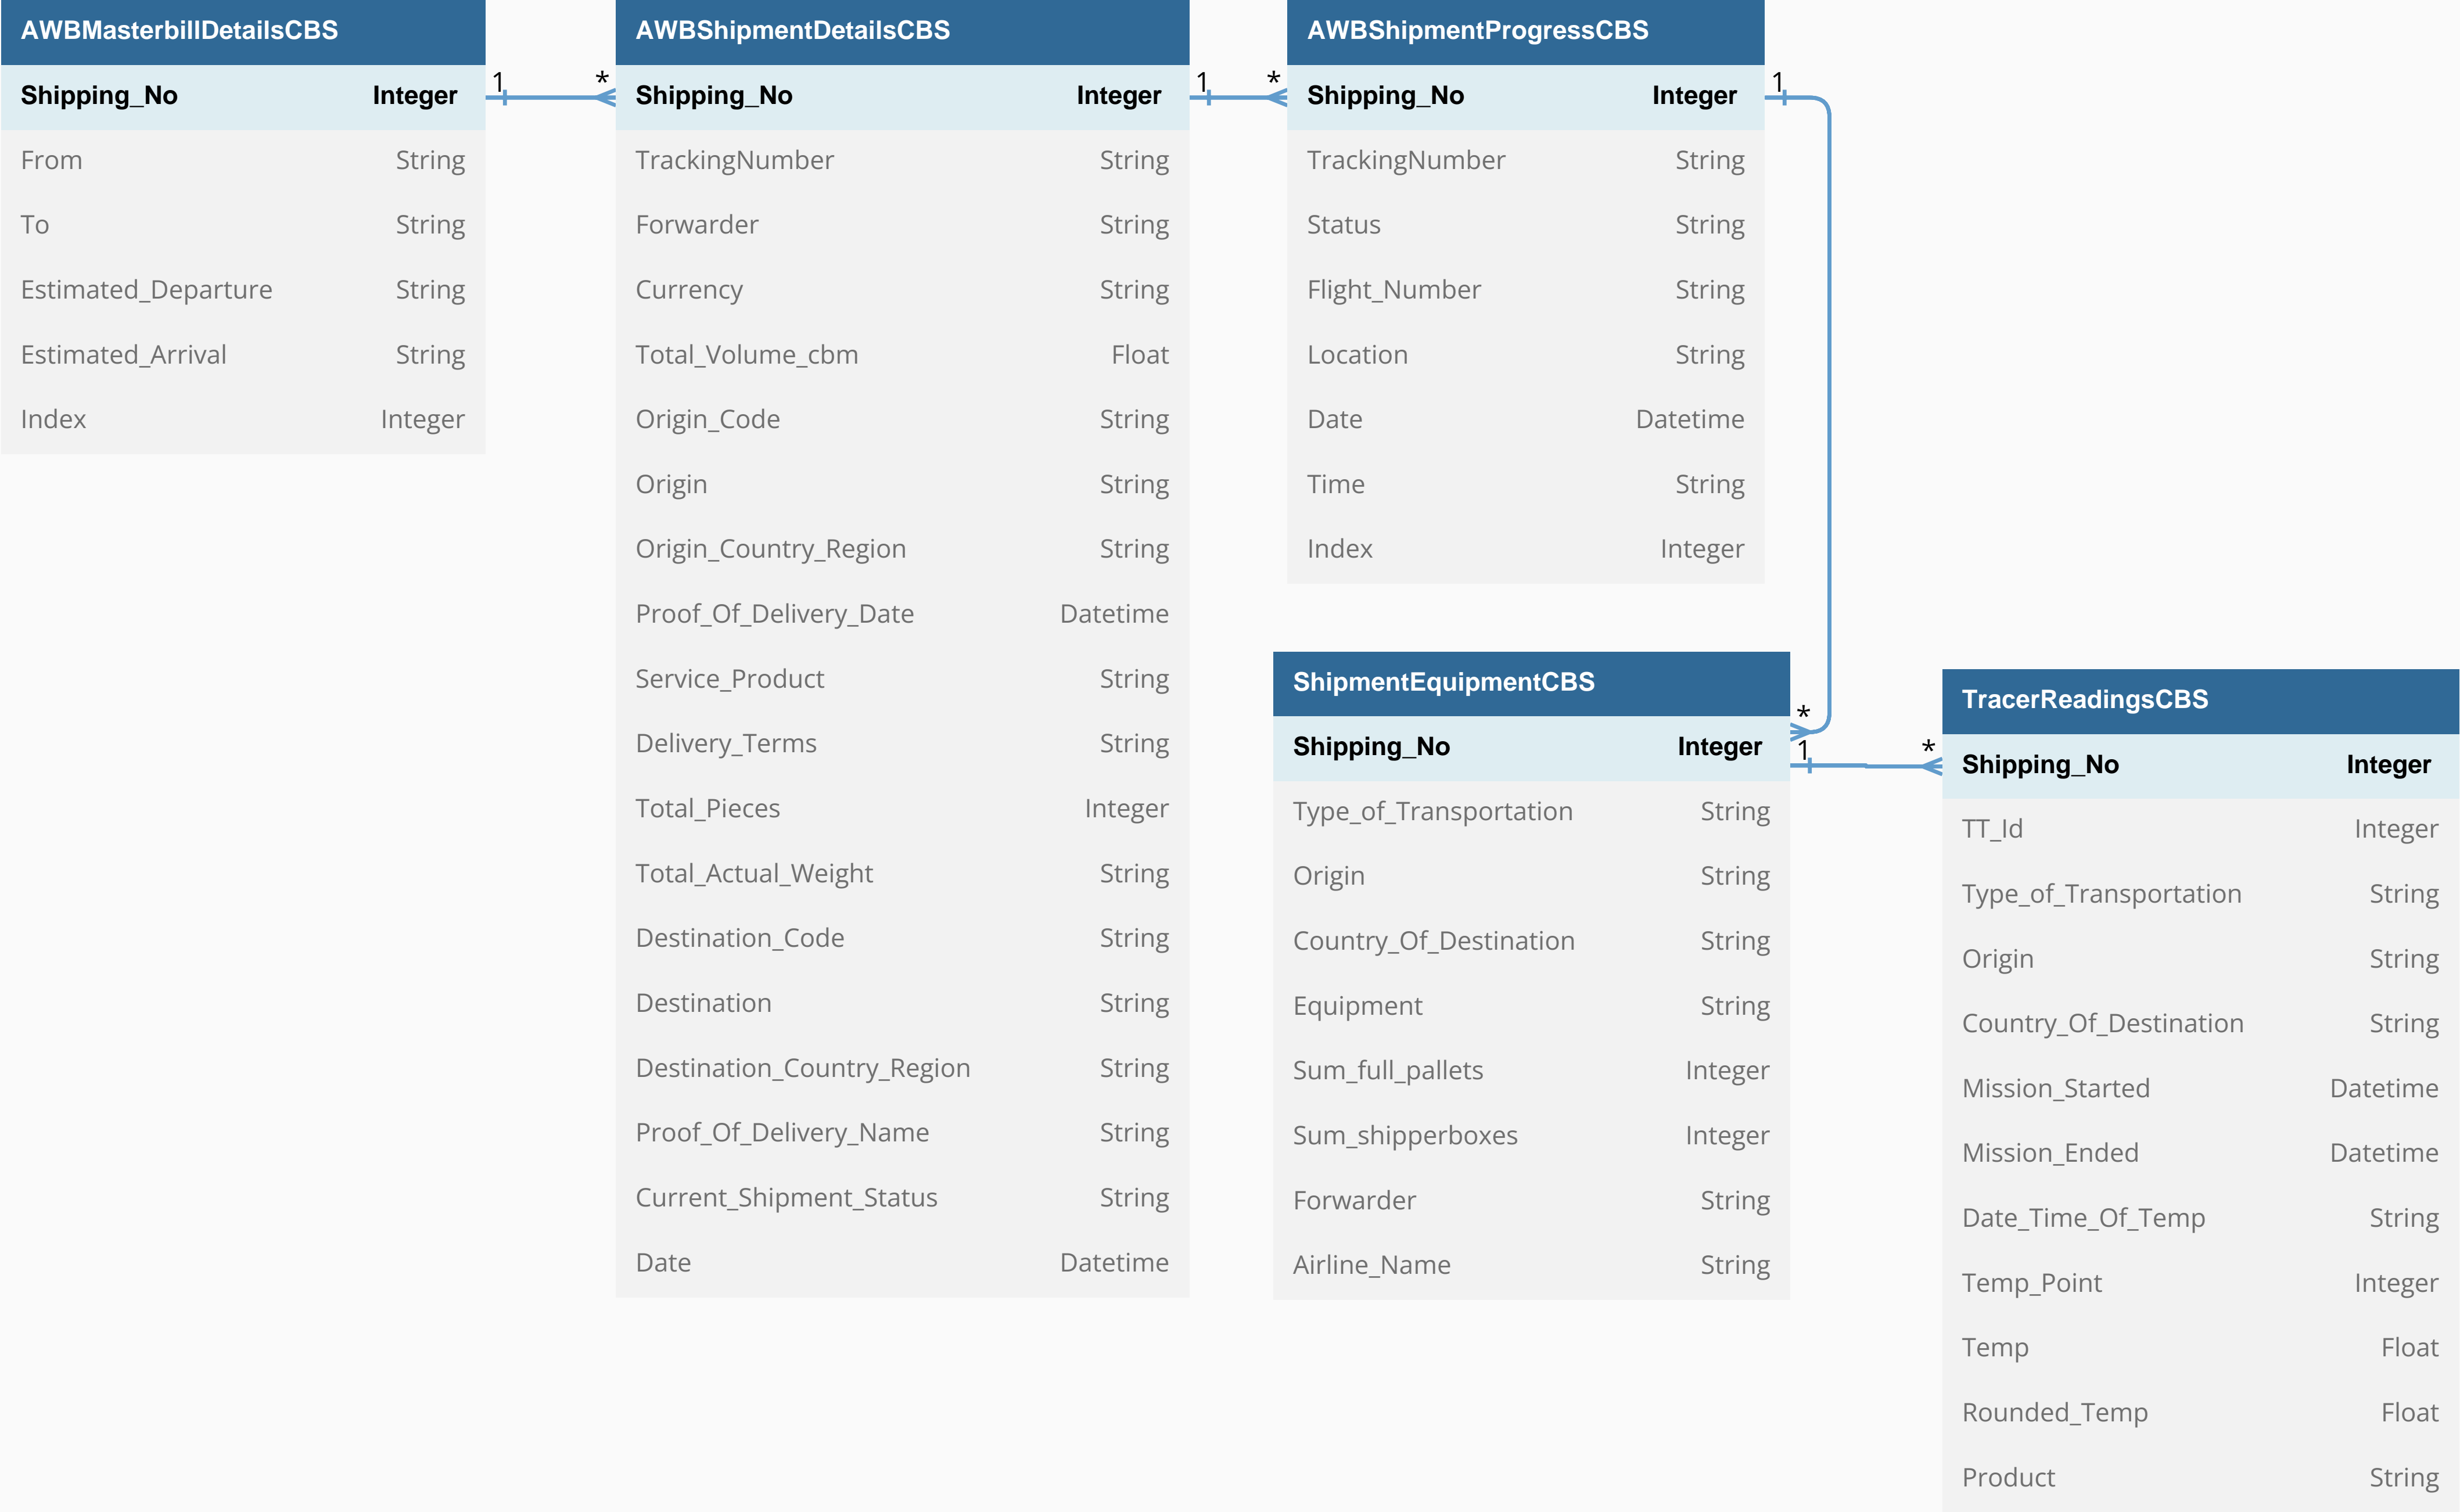 AWBMasterbillDetailsCBS
Shipping_No Integer
From String
To String
Estimated_Departure String
Estimated_Arrival String
Index Integer
1 *
AWBShipmentDetailsCBS
Shipping_No Integer
TrackingNumber String
Forwarder String
Currency String
Total_Volume_cbm Float
Origin_Code String
Origin String
Origin_Country_Region String
Proof_Of_Delivery_Date Datetime
Service_Product String
Delivery_Terms String
Total_Pieces Integer
Total_Actual_Weight String
Destination_Code String
Destination String
Destination_Country_Region String
Proof_Of_Delivery_Name String
Current_Shipment_Status String
Date Datetime
1 *
AWBShipmentProgressCBS
Shipping_No Integer
TrackingNumber String
Status String
Flight_Number String
Location String
Date Datetime
Time String
Index Integer
1
*
ShipmentEquipmentCBS
Shipping_No Integer
Type_of_Transportation String
Origin String
Country_Of_Destination String
Equipment String
Sum_full_pallets Integer
Sum_shipperboxes Integer
Forwarder String
Airline_Name String
1 *
TracerReadingsCBS
Shipping_No Integer
TT_Id Integer
Type_of_Transportation String
Origin String
Country_Of_Destination String
Mission_Started Datetime
Mission_Ended Datetime
Date_Time_Of_Temp String
Temp_Point Integer
Temp Float
Rounded_Temp Float
Product String